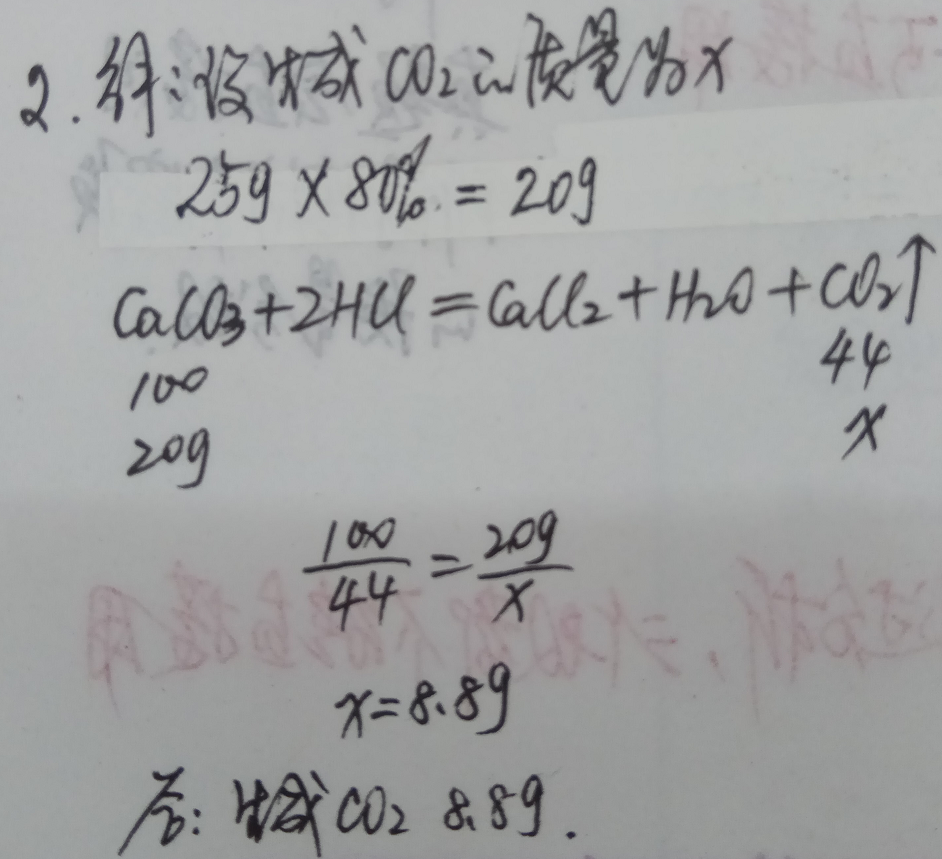 2. 解:设生成CO₂的质量为x
25g × 80% = 20g
CaCO₃+2HCl=CaCl₂+H₂O+CO₂↑
100 44
20g x
100/44 = 20g/x
x=8.8g
答: 生成CO₂ 8.8g.